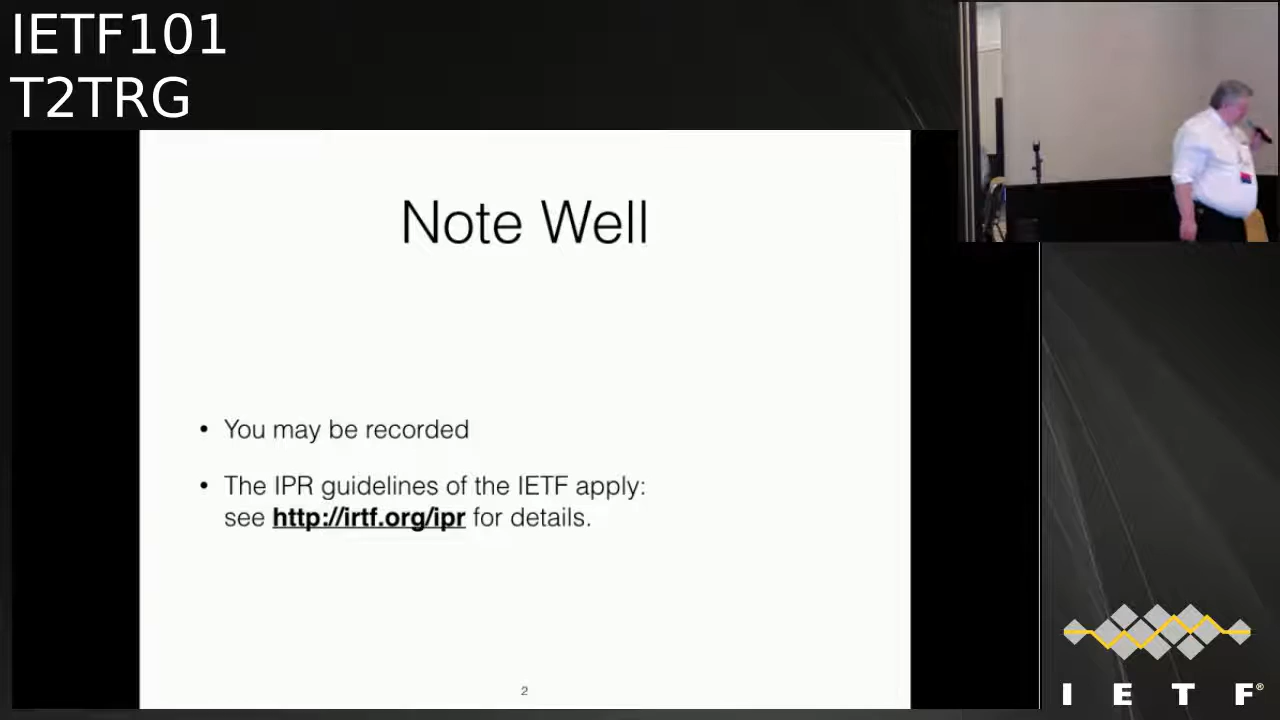 IETF101
T2TRG
Note Well
• You may be recorded
• The IPR guidelines of the IETF apply:
see http://irtf.org/ipr for details.
2
I E T F®